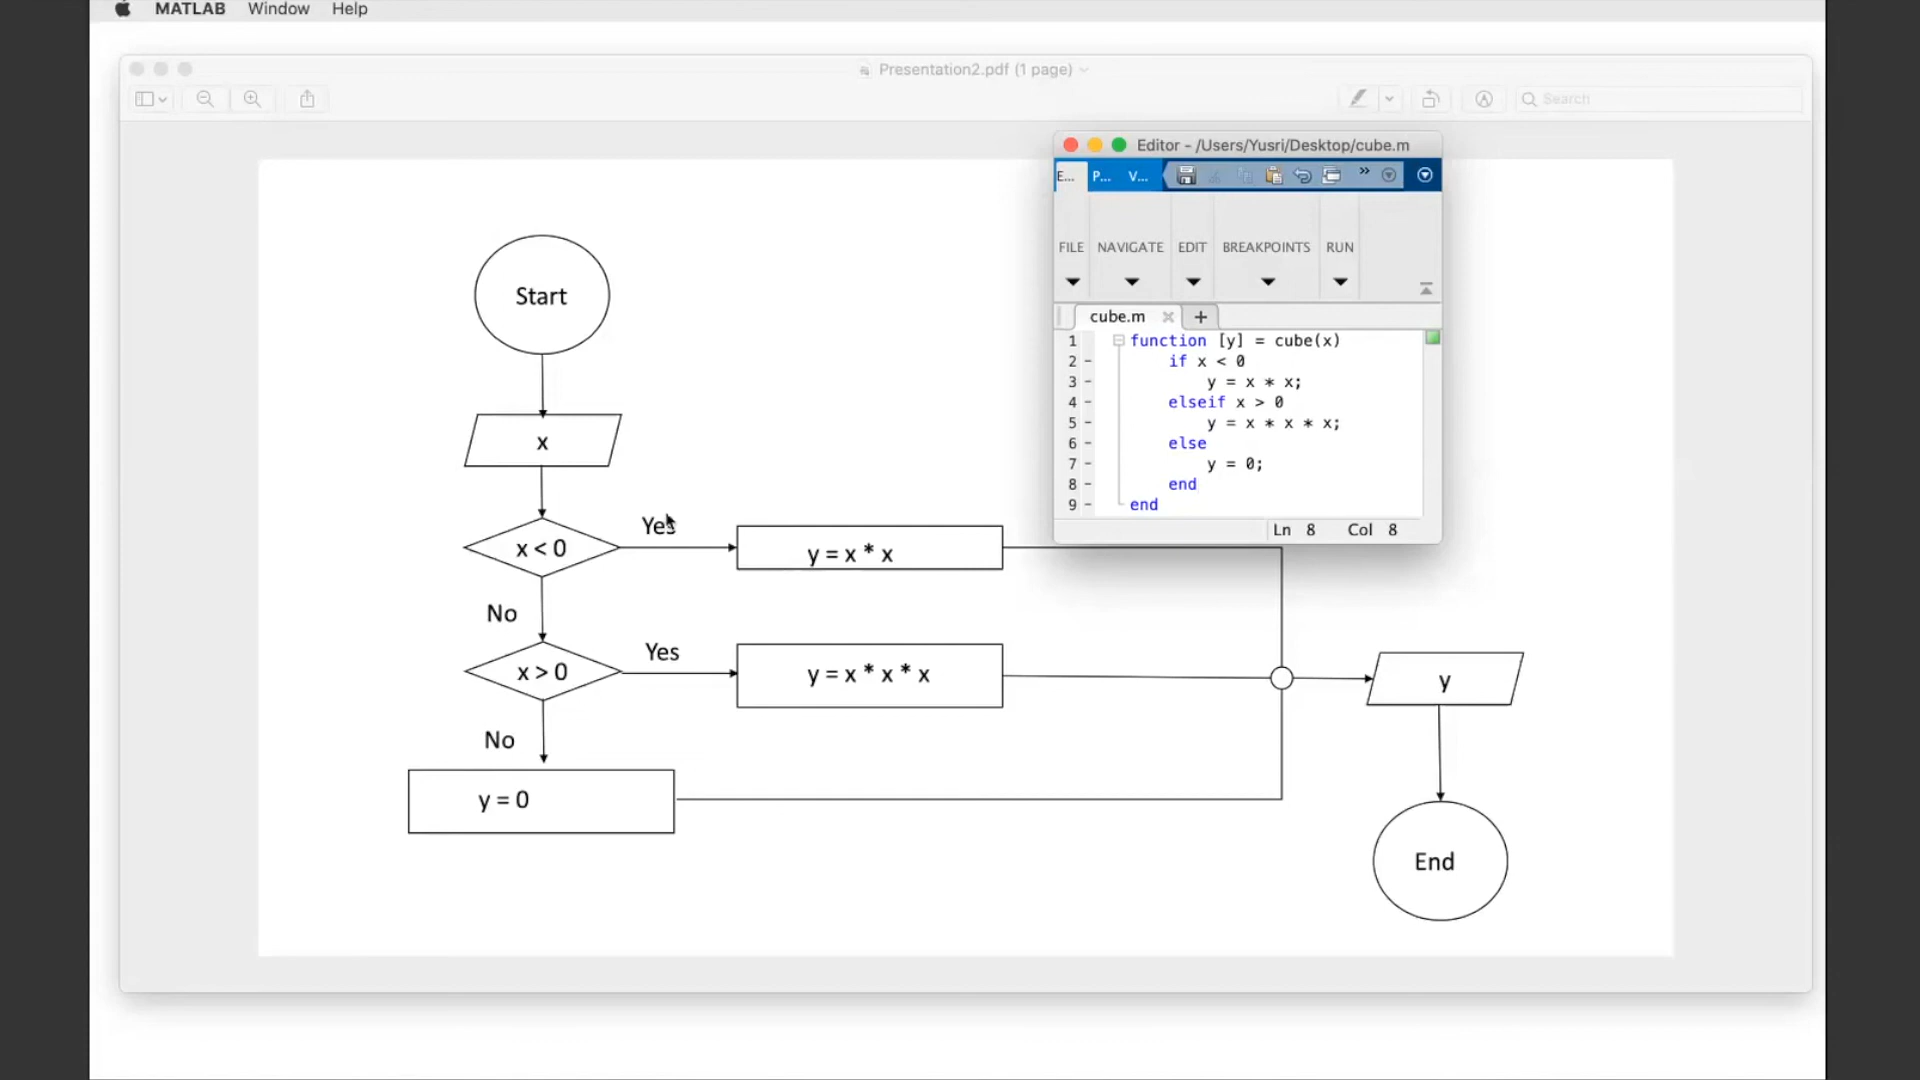 MATLAB Window Help
Presentation2.pdf (1 page)
Search
Editor - /Users/Yusri/Desktop/cube.m
E... P... V... »
FILE NAVIGATE EDIT BREAKPOINTS RUN
cube.m +
1 function [y] = cube(x)
2 - if x < 0
3 - y = x * x;
4 - elseif x > 0
5 - y = x * x * x;
6 - else
7 - y = 0;
8 - end
9 - end
Ln 8 Col 8
Start
x
x < 0
Yes
y = x * x
No
x > 0
Yes
y = x * x * x
y
No
y = 0
End